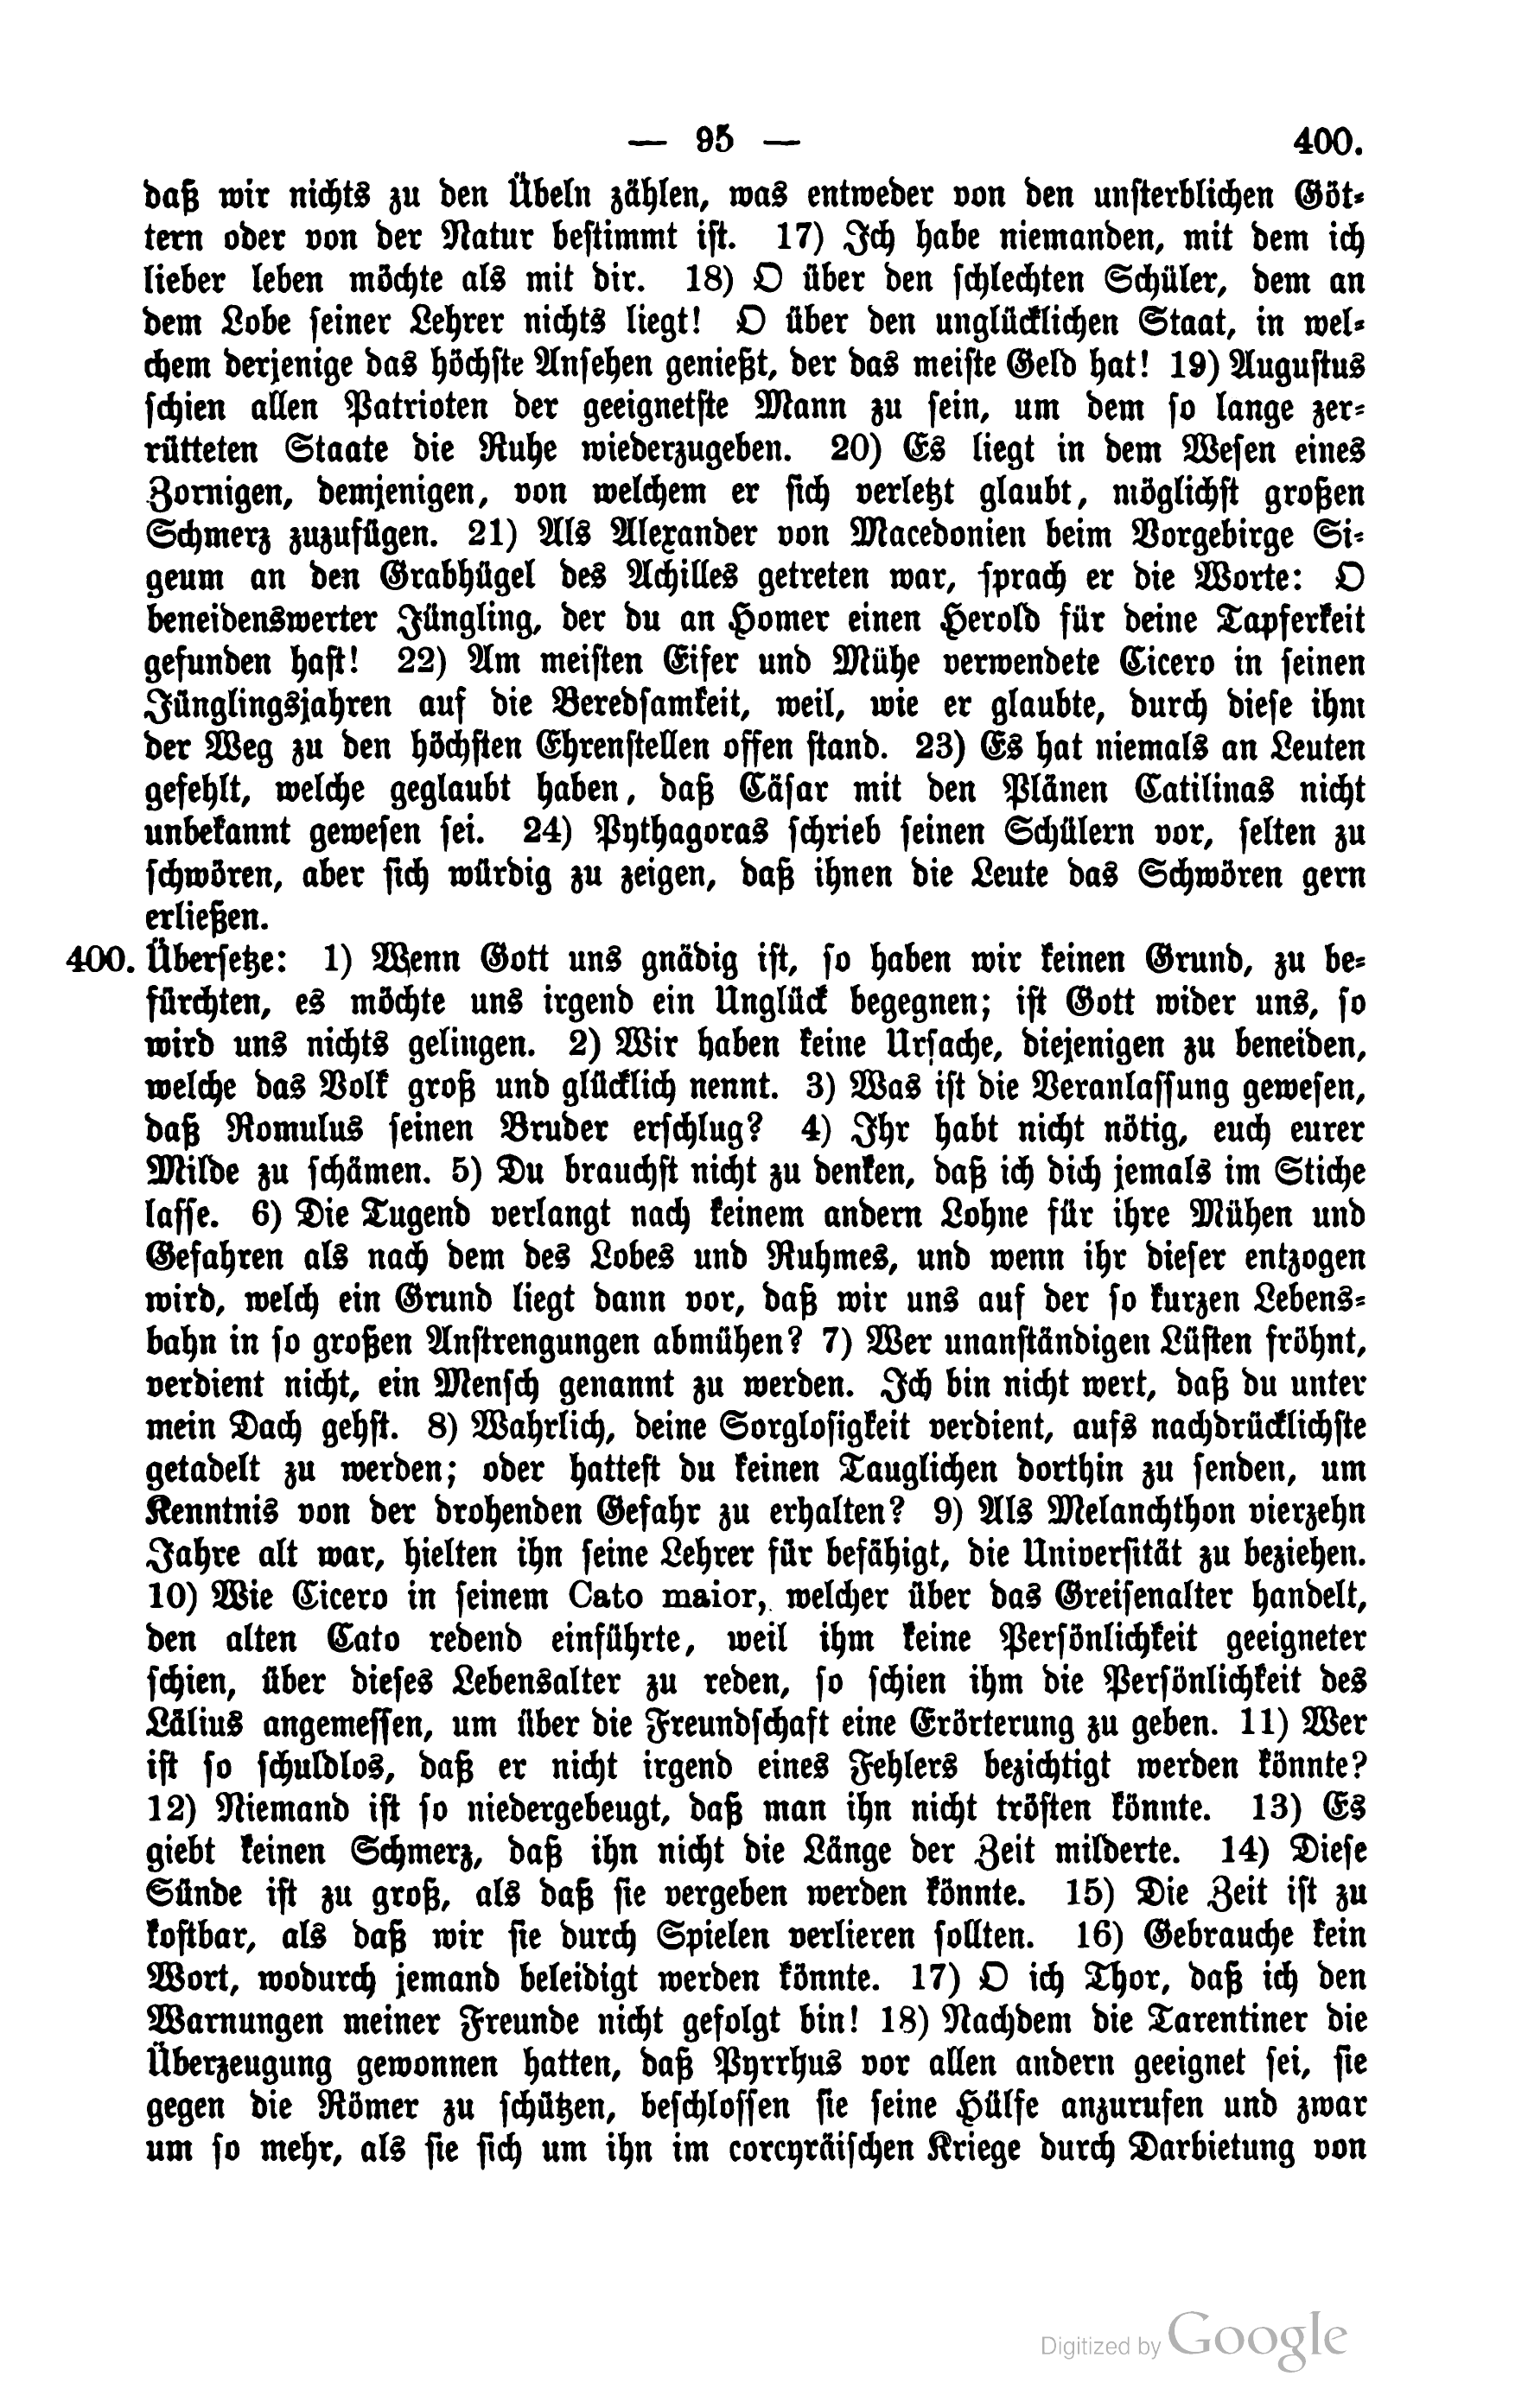 — 95 — 400.
daß wir nichts zu den Übeln zählen, was entweder von den unsterblichen Göt-
tern oder von der Natur bestimmt ist. 17) Ich habe niemanden, mit dem ich
lieber leben möchte als mit dir. 18) O über den schlechten Schüler, dem an
dem Lobe seiner Lehrer nichts liegt! O über den unglücklichen Staat, in wel-
chem derjenige das höchste Ansehen genießt, der das meiste Geld hat! 19) Augustus
schien allen Patrioten der geeignetste Mann zu sein, um dem so lange zer-
rütteten Staate die Ruhe wiederzugeben. 20) Es liegt in dem Wesen eines
Zornigen, demjenigen, von welchem er sich verletzt glaubt, möglichst großen
Schmerz zuzufügen. 21) Als Alexander von Macedonien beim Vorgebirge Si-
geum an den Grabhügel des Achilles getreten war, sprach er die Worte: O
beneidenswerter Jüngling, der du an Homer einen Herold für deine Tapferkeit
gefunden hast! 22) Am meisten Eifer und Mühe verwendete Cicero in seinen
Jünglingsjahren auf die Beredsamkeit, weil, wie er glaubte, durch diese ihm
der Weg zu den höchsten Ehrenstellen offen stand. 23) Es hat niemals an Leuten
gefehlt, welche geglaubt haben, daß Cäsar mit den Plänen Catilinas nicht
unbekannt gewesen sei. 24) Pythagoras schrieb seinen Schülern vor, selten zu
schwören, aber sich würdig zu zeigen, daß ihnen die Leute das Schwören gern
erließen.
400. Übersetze: 1) Wenn Gott uns gnädig ist, so haben wir keinen Grund, zu be-
fürchten, es möchte uns irgend ein Unglück begegnen; ist Gott wider uns, so
wird uns nichts gelingen. 2) Wir haben keine Ursache, diejenigen zu beneiden,
welche das Volk groß und glücklich nennt. 3) Was ist die Veranlassung gewesen,
daß Romulus seinen Bruder erschlug? 4) Ihr habt nicht nötig, euch eurer
Milde zu schämen. 5) Du brauchst nicht zu denken, daß ich dich jemals im Stiche
lasse. 6) Die Tugend verlangt nach keinem andern Lohne für ihre Mühen und
Gefahren als nach dem des Lobes und Ruhmes, und wenn ihr dieser entzogen
wird, welch ein Grund liegt dann vor, daß wir uns auf der so kurzen Lebens-
bahn in so großen Anstrengungen abmühen? 7) Wer unanständigen Lüsten fröhnt,
verdient nicht, ein Mensch genannt zu werden. Ich bin nicht wert, daß du unter
mein Dach gehst. 8) Wahrlich, deine Sorglosigkeit verdient, aufs nachdrücklichste
getadelt zu werden; oder hattest du keinen Tauglichen dorthin zu senden, um
Kenntnis von der drohenden Gefahr zu erhalten? 9) Als Melanchthon vierzehn
Jahre alt war, hielten ihn seine Lehrer für befähigt, die Universität zu beziehen.
10) Wie Cicero in seinem Cato maior, welcher über das Greisenalter handelt,
den alten Cato redend einführte, weil ihm keine Persönlichkeit geeigneter
schien, über dieses Lebensalter zu reden, so schien ihm die Persönlichkeit des
Lälius angemessen, um über die Freundschaft eine Erörterung zu geben. 11) Wer
ist so schuldlos, daß er nicht irgend eines Fehlers bezichtigt werden könnte?
12) Niemand ist so niedergebeugt, daß man ihn nicht trösten könnte. 13) Es
giebt keinen Schmerz, daß ihn nicht die Länge der Zeit milderte. 14) Diese
Sünde ist zu groß, als daß sie vergeben werden könnte. 15) Die Zeit ist zu
kostbar, als daß wir sie durch Spielen verlieren sollten. 16) Gebrauche kein
Wort, wodurch jemand beleidigt werden könnte. 17) O ich Thor, daß ich den
Warnungen meiner Freunde nicht gefolgt bin! 18) Nachdem die Tarentiner die
Überzeugung gewonnen hatten, daß Pyrrhus vor allen andern geeignet sei, sie
gegen die Römer zu schützen, beschlossen sie seine Hülfe anzurufen und zwar
um so mehr, als sie sich um ihn im corcyräischen Kriege durch Darbietung von
Digitized by Google